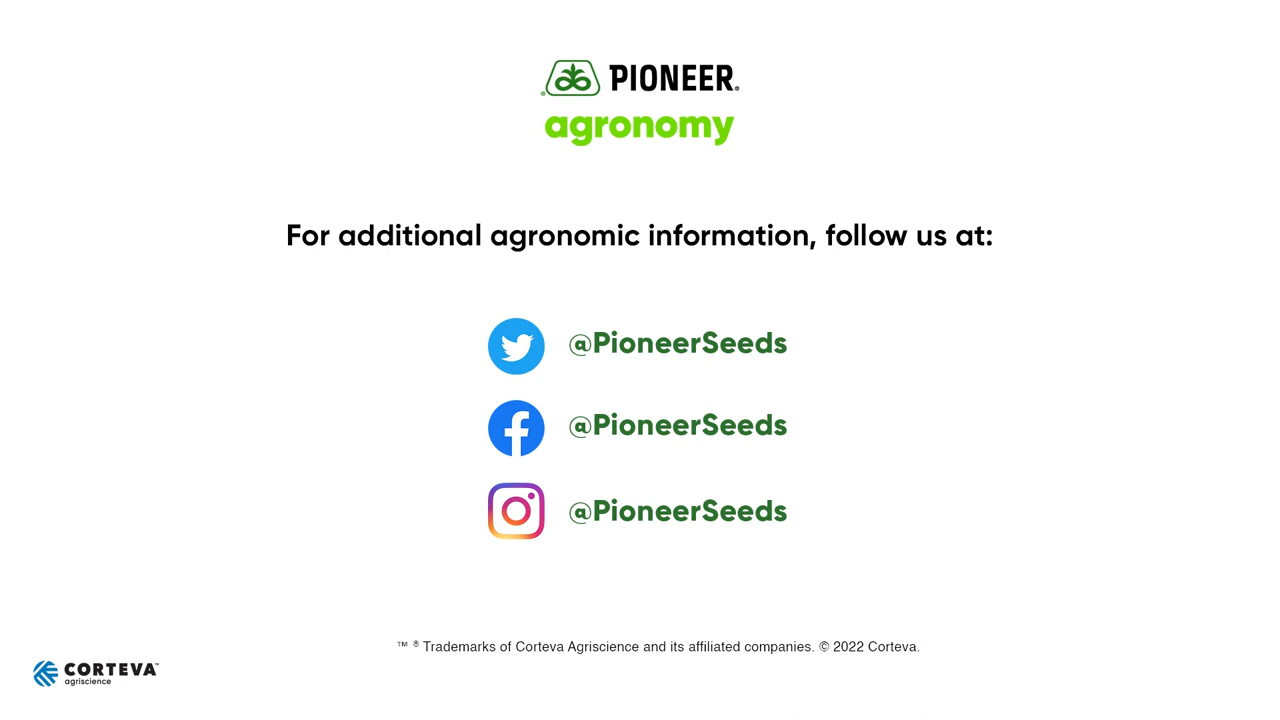 PIONEER®
agronomy
For additional agronomic information, follow us at:
@PioneerSeeds
@PioneerSeeds
@PioneerSeeds
™ ® Trademarks of Corteva Agriscience and its affiliated companies. © 2022 Corteva.
CORTEVA™
agriscience